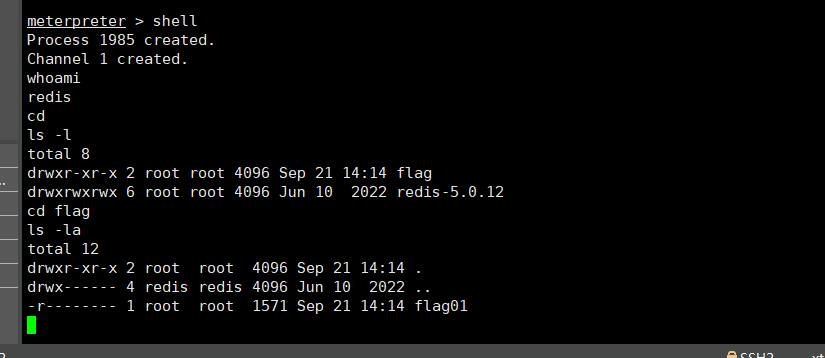 meterpreter > shell
Process 1985 created.
Channel 1 created.
whoami
redis
cd
ls -l
total 8
drwxr-xr-x 2 root root 4096 Sep 21 14:14 flag
drwxrwxrwx 6 root root 4096 Jun 10  2022 redis-5.0.12
cd flag
ls -la
total 12
drwxr-xr-x 2 root  root  4096 Sep 21 14:14 .
drwx------ 4 redis redis 4096 Jun 10  2022 ..
-r-------- 1 root  root  1571 Sep 21 14:14 flag01
SSH2